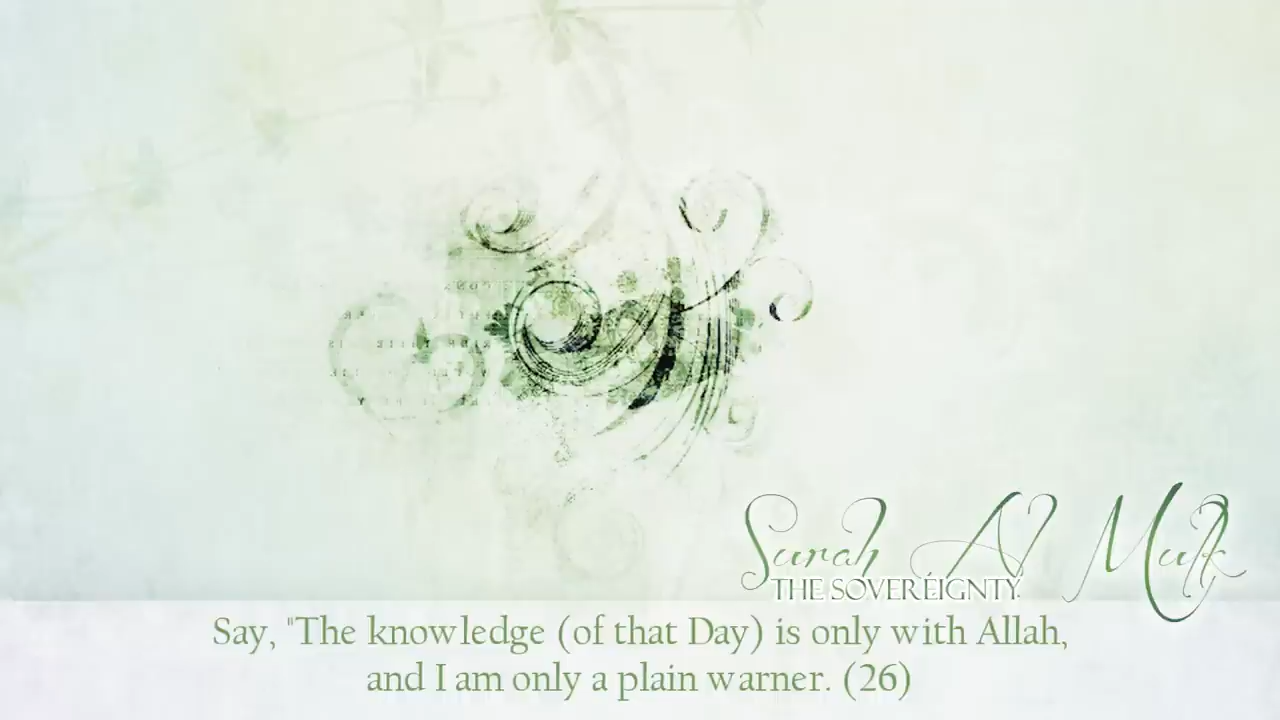 Surah Al Mulk
THE SOVEREIGNTY
Say, "The knowledge (of that Day) is only with Allah,
and I am only a plain warner. (26)